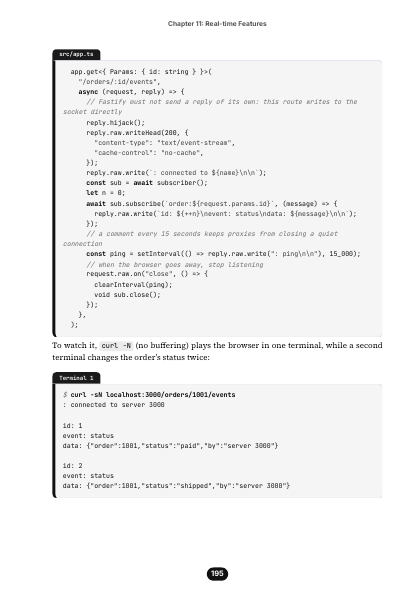 Chapter 11: Real-time Features
src/app.ts
app.get<{ Params: { id: string } }>(
"/orders/:id/events",
async (request, reply) => {
// Fastify must not send a reply of its own: this route writes to the
socket directly
reply.hijack();
reply.raw.writeHead(200, {
"content-type": "text/event-stream",
"cache-control": "no-cache",
});
reply.raw.write(`: connected to ${name}\n\n`);
const sub = await subscriber();
let n = 0;
await sub.subscribe(`order:${request.params.id}`, (message) => {
reply.raw.write(`id: ${++n}\nevent: status\ndata: ${message}\n\n`);
});
// a comment every 15 seconds keeps proxies from closing a quiet
connection
const ping = setInterval(() => reply.raw.write(": ping\n\n"), 15_000);
// when the browser goes away, stop listening
request.raw.on("close", () => {
clearInterval(ping);
void sub.close();
});
},
);
To watch it, curl -N (no buffering) plays the browser in one terminal, while a second
terminal changes the order's status twice:
Terminal 1
$ curl -sN localhost:3000/orders/1001/events
: connected to server 3000
id: 1
event: status
data: {"order":1001,"status":"paid","by":"server 3000"}
id: 2
event: status
data: {"order":1001,"status":"shipped","by":"server 3000"}
195